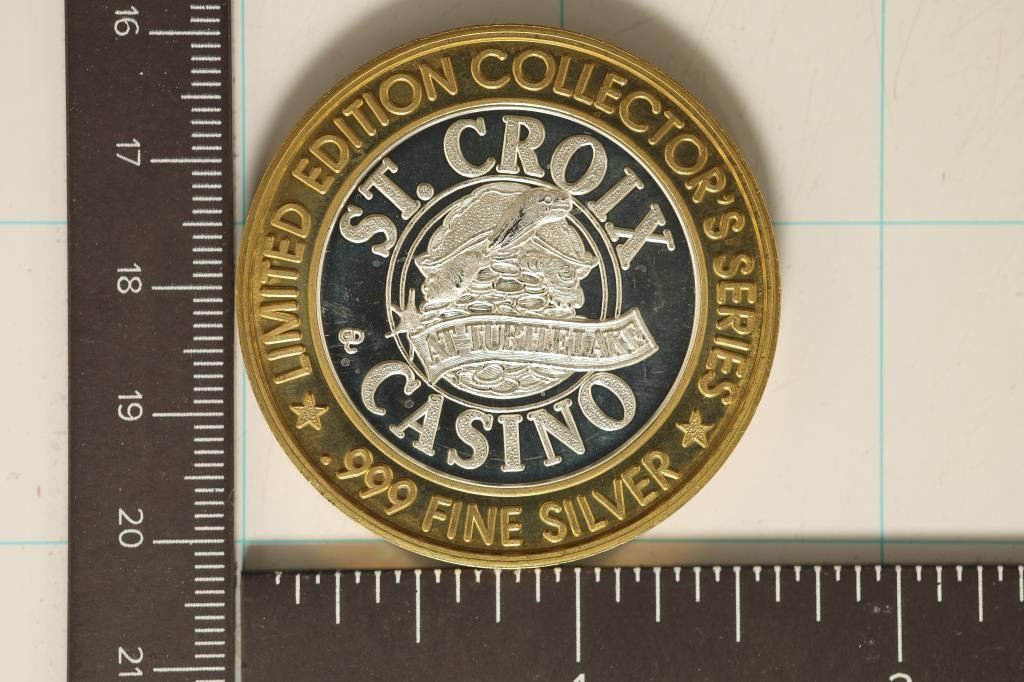 LIMITED EDITION COLLECTOR'S SERIES
ST. CROIX
AT TURTLE LAKE
CASINO
.999 FINE SILVER
16
17
18
19
20
21
1
2